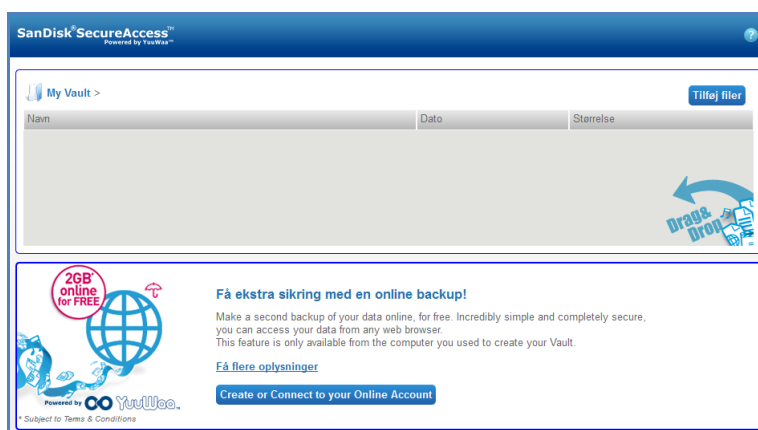 SanDisk® SecureAccess™
Powered by YuuWaa™
?
My Vault >
Tilføj filer
Navn Dato Størrelse
Drag&
Drop
2GB*
online
for FREE
Få ekstra sikring med en online backup!
Make a second backup of your data online, for free. Incredibly simple and completely secure,
you can access your data from any web browser.
This feature is only available from the computer you used to create your Vault.
Få flere oplysninger
Create or Connect to your Online Account
Powered by YuuWaa™
* Subject to Terms & Conditions